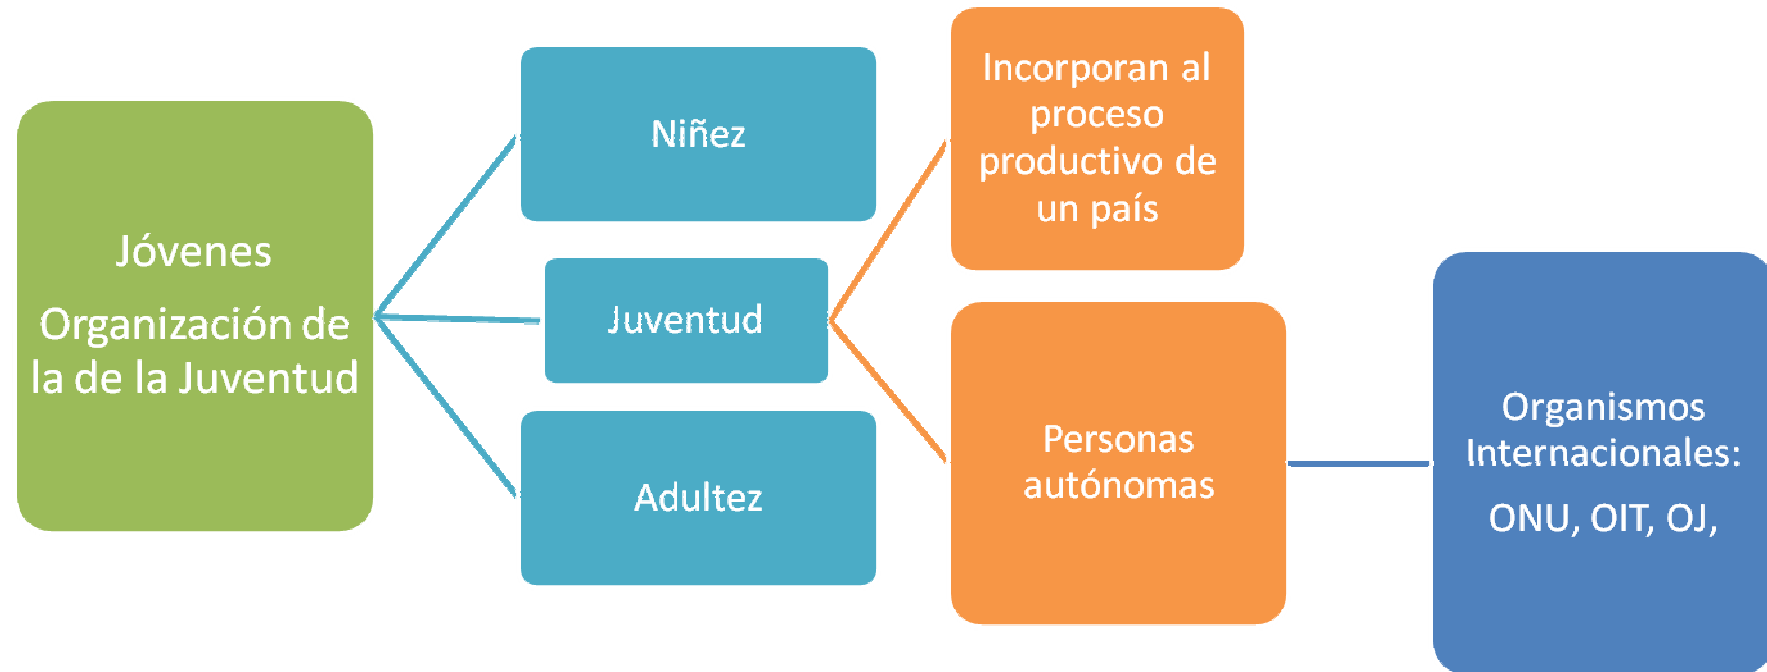 Jóvenes
Organización de
la de la Juventud
Niñez
Juventud
Adultez
Incorporan al
proceso
productivo de
un país
Personas
autónomas
Organismos
Internacionales:
ONU, OIT, OJ,